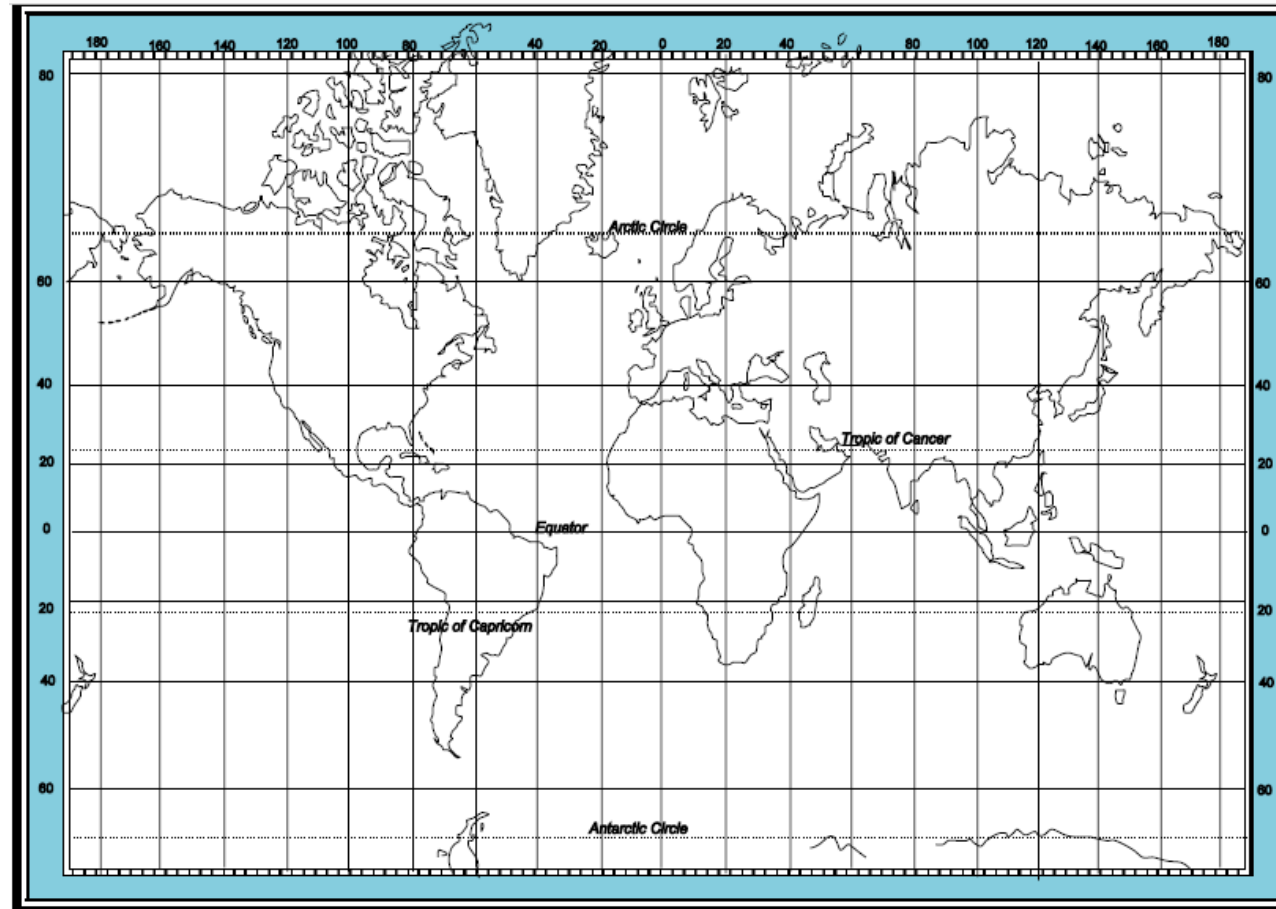 180 160 140 120 100 80 40 20 0 20 40 80 100 120 140 160 180
80 80
Arctic Circle
60 60
40 40
Tropic of Cancer
20 20
Equator
0 0
20 20
Tropic of Capricorn
40 40
60 60
Antarctic Circle